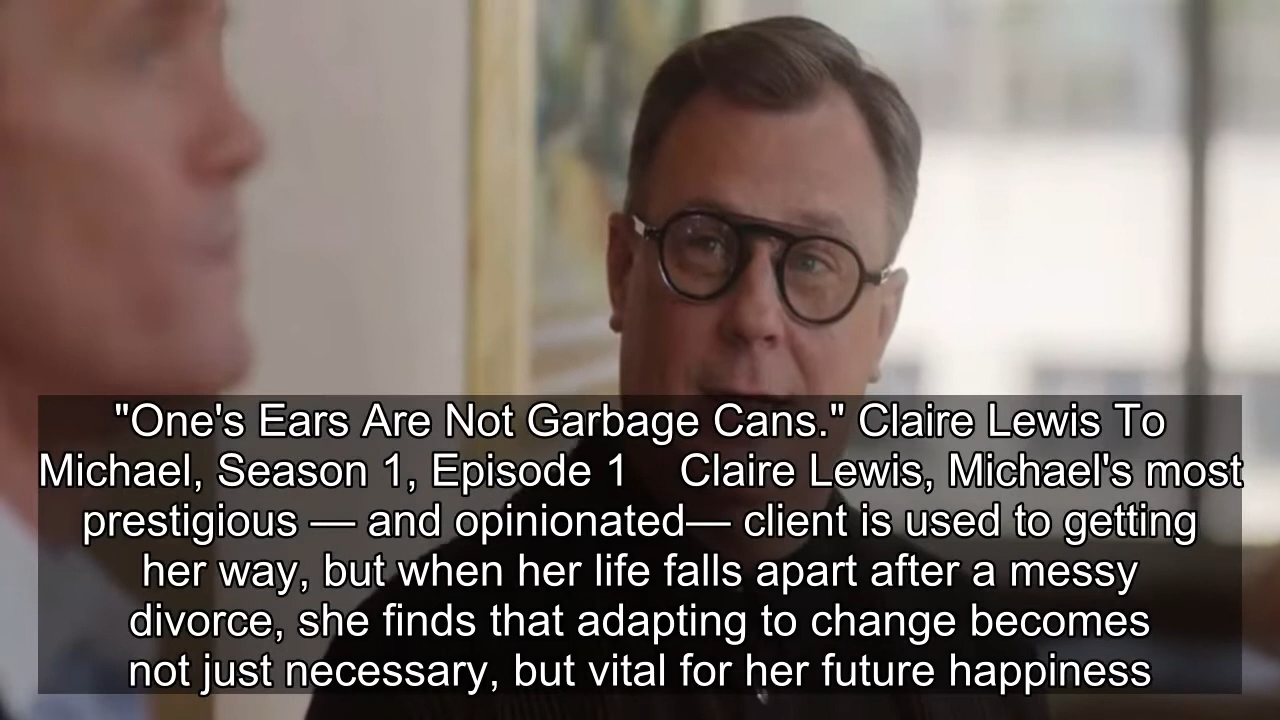 "One's Ears Are Not Garbage Cans." Claire Lewis To
Michael, Season 1, Episode 1    Claire Lewis, Michael's most
prestigious — and opinionated— client is used to getting
her way, but when her life falls apart after a messy
divorce, she finds that adapting to change becomes
not just necessary, but vital for her future happiness